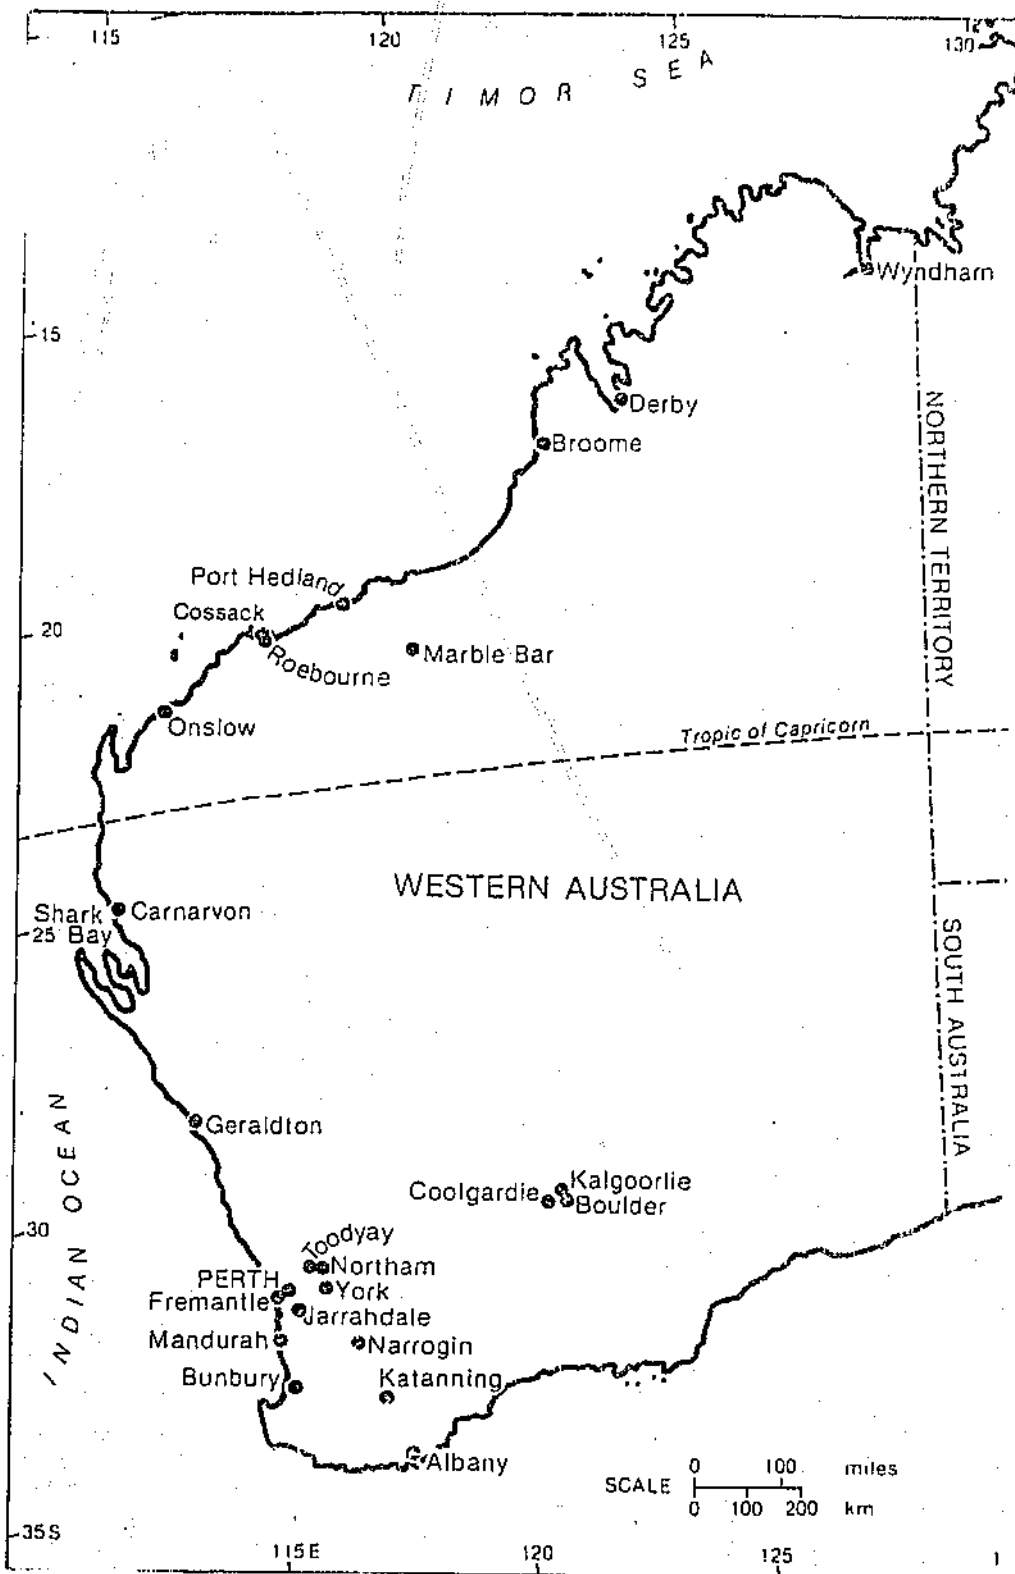 115
120
125
130
TIMOR SEA
Wyndham
15
Derby
Broome
NORTHERN TERRITORY
Port Hedland
Cossack
20
Roebourne
Marble Bar
Onslow
Tropic of Capricorn
WESTERN AUSTRALIA
Shark
Bay
Carnarvon
25
SOUTH AUSTRALIA
INDIAN OCEAN
Geraldton
Kalgoorlie
Coolgardie
Boulder
30
Toodyay
Northam
PERTH
York
Fremantle
Jarrahdale
Mandurah
Narrogin
Bunbury
Katanning
Albany
SCALE
0 100 miles
0 100 200 km
35S
115E
120
125